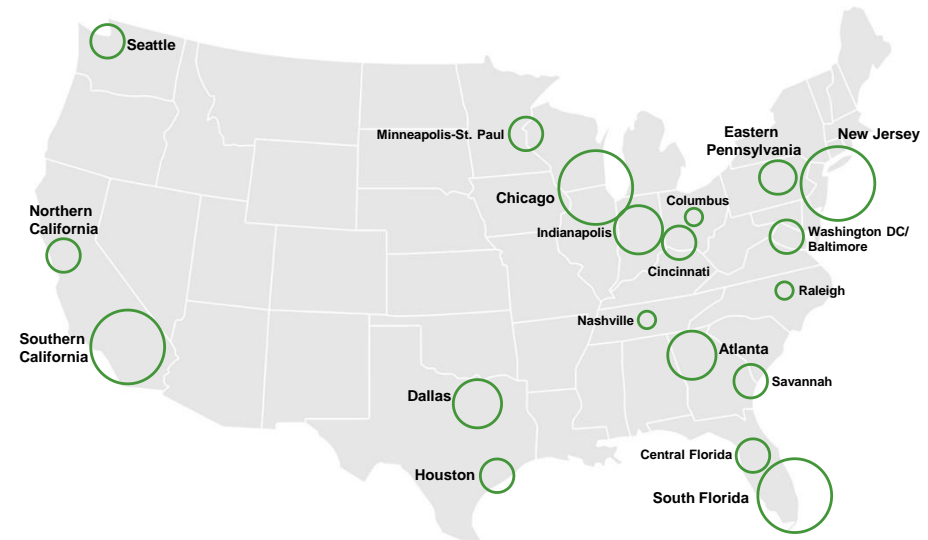 Seattle
Minneapolis-St. Paul
Eastern
Pennsylvania
New Jersey
Chicago
Columbus
Northern
California
Indianapolis
Washington DC/
Baltimore
Cincinnati
Raleigh
Nashville
Southern
California
Atlanta
Savannah
Dallas
Central Florida
Houston
South Florida